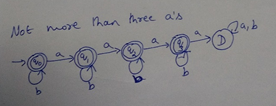 Not more than three a's
a a a a a,b
q0 q1 q2 q3 D
b b b b